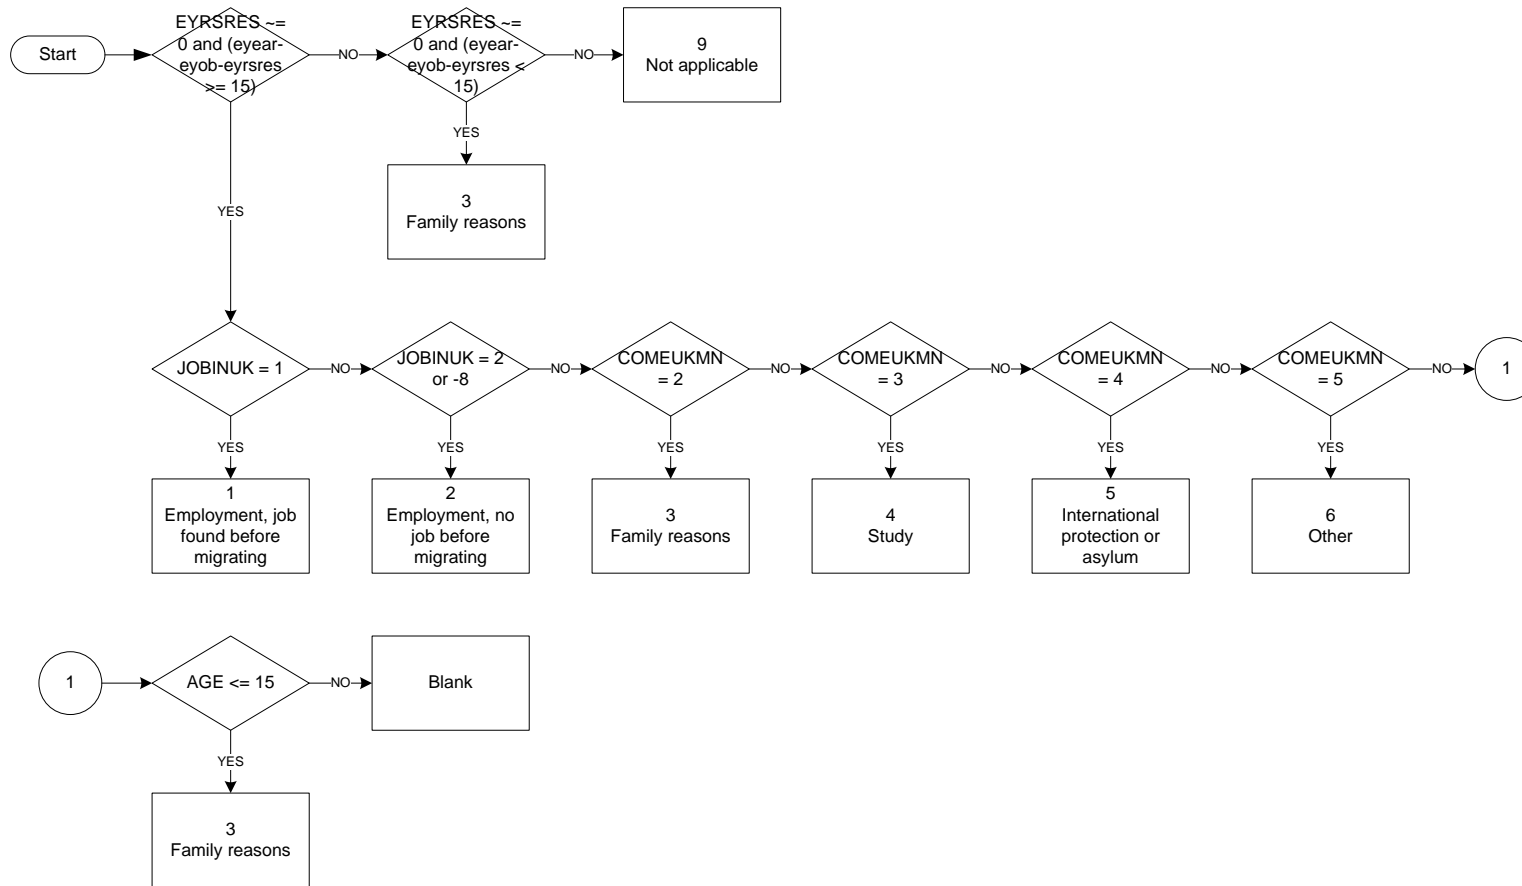 Start
EYRSRES ~=
0 and (eyear-
eyob-eyrsres
>= 15)
NO
EYRSRES ~=
0 and (eyear-
eyob-eyrsres <
15)
NO
9
Not applicable
YES
YES
3
Family reasons
JOBINUK = 1
NO
JOBINUK = 2
or -8
NO
COMEUKMN
= 2
NO
COMEUKMN
= 3
NO
COMEUKMN
= 4
NO
COMEUKMN
= 5
NO
1
YES
YES
YES
YES
YES
YES
1
Employment, job
found before
migrating
2
Employment, no
job before
migrating
3
Family reasons
4
Study
5
International
protection or
asylum
6
Other
1
AGE <= 15
NO
Blank
YES
3
Family reasons